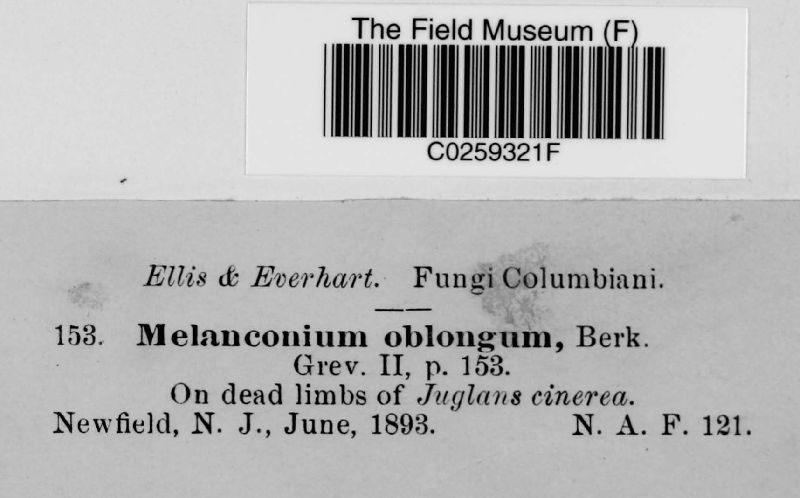 The Field Museum (F)
C0259321F
Ellis & Everhart. Fungi Columbiani.
153. Melanconium oblongum, Berk.
Grev. II, p. 153.
On dead limbs of Juglans cinerea.
Newfield, N. J., June, 1893. N. A. F. 121.